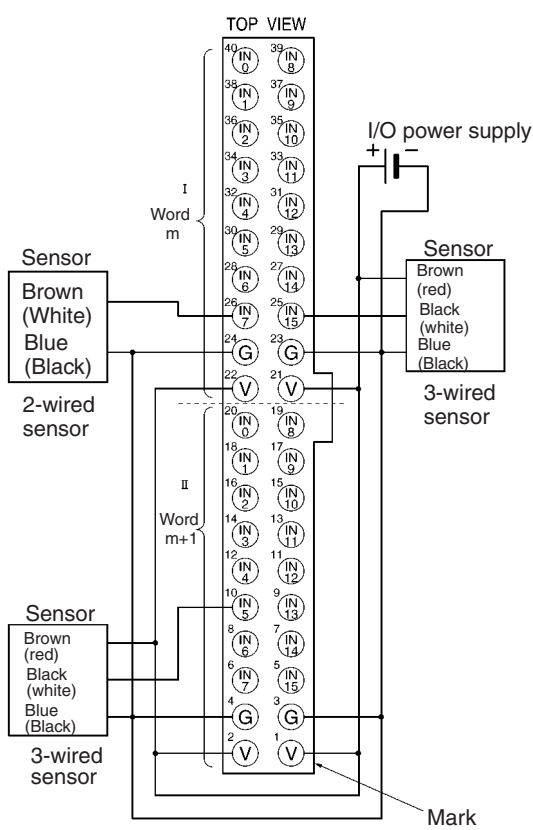 TOP VIEW
40 IN 0 39 IN 8
38 IN 1 37 IN 9
36 IN 2 35 IN 10
I/O power supply
+ −
34 IN 3 33 IN 11
I
Word
m
32 IN 4 31 IN 12
30 IN 5 29 IN 13
28 IN 6 27 IN 14
26 IN 7 25 IN 15
24 G 23 G
22 V 21 V
Sensor
Brown
(White)
Blue
(Black)
2-wired
sensor
Sensor
Brown
(red)
Black
(white)
Blue
(Black)
3-wired
sensor
20 IN 0 19 IN 8
18 IN 1 17 IN 9
16 IN 2 15 IN 10
II
Word
m+1
14 IN 3 13 IN 11
12 IN 4 11 IN 12
10 IN 5 9 IN 13
8 IN 6 7 IN 14
6 IN 7 5 IN 15
4 G 3 G
2 V 1 V
Sensor
Brown
(red)
Black
(white)
Blue
(Black)
3-wired
sensor
Mark